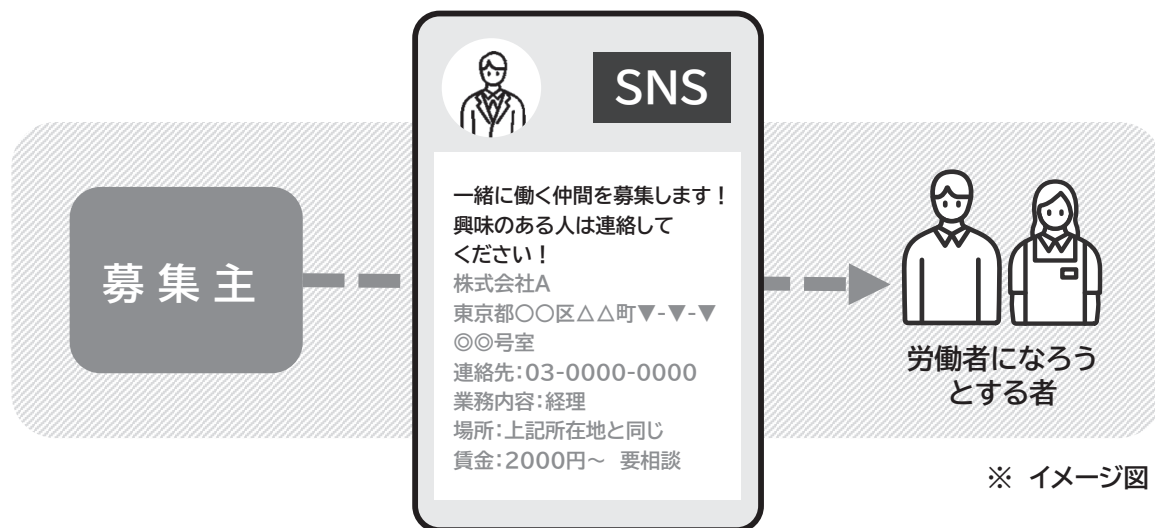 SNS
募集主
一緒に働く仲間を募集します！
興味のある人は連絡して
ください！
株式会社A
東京都〇〇区△△町▼-▼-▼
◎◎号室
連絡先：03-0000-0000
業務内容：経理
場所：上記所在地と同じ
賃金：2000円～ 要相談
労働者になろう
とする者
※ イメージ図